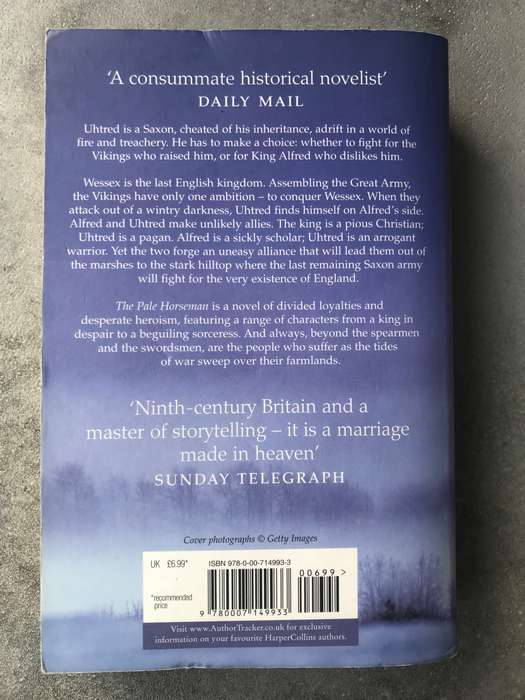 ‘A consummate historical novelist’
DAILY MAIL
Uhtred is a Saxon, cheated of his inheritance, adrift in a world of
fire and treachery. He has to make a choice: whether to fight for the
Vikings who raised him, or for King Alfred who dislikes him.
Wessex is the last English kingdom. Assembling the Great Army,
the Vikings have only one ambition – to conquer Wessex. When they
attack out of a wintry darkness, Uhtred finds himself on Alfred’s side.
Alfred and Uhtred make unlikely allies. The king is a pious Christian;
Uhtred is a pagan. Alfred is a sickly scholar; Uhtred is an arrogant
warrior. Yet the two forge an uneasy alliance that will lead them out of
the marshes to the stark hilltop where the last remaining Saxon army
will fight for the very existence of England.
The Pale Horseman is a novel of divided loyalties and
desperate heroism, featuring a range of characters from a king in
despair to a beguiling sorceress. And always, beyond the spearmen
and the swordsmen, are the people who suffer as the tides
of war sweep over their farmlands.
‘Ninth-century Britain and a
master of storytelling – it is a marriage
made in heaven’
SUNDAY TELEGRAPH
Cover photographs © Getty Images
UK £6.99*
ISBN 978-0-00-714993-3
00699 >
*recommended
price
9 780007 149933
Visit www.AuthorTracker.co.uk for exclusive
information on your favourite HarperCollins authors.